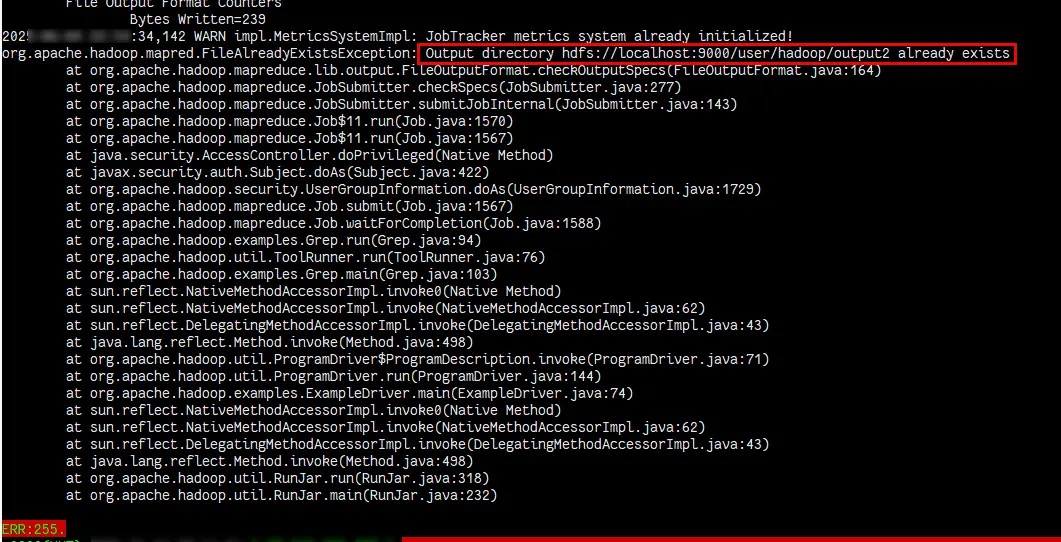 File Output Format Counters
Bytes Written=239
202 :34,142 WARN impl.MetricsSystemImpl: JobTracker metrics system already initialized!
org.apache.hadoop.mapred.FileAlreadyExistsException: Output directory hdfs://localhost:9000/user/hadoop/output2 already exists
at org.apache.hadoop.mapreduce.lib.output.FileOutputFormat.checkOutputSpecs(FileOutputFormat.java:164)
at org.apache.hadoop.mapreduce.JobSubmitter.checkSpecs(JobSubmitter.java:277)
at org.apache.hadoop.mapreduce.JobSubmitter.submitJobInternal(JobSubmitter.java:143)
at org.apache.hadoop.mapreduce.Job$11.run(Job.java:1570)
at org.apache.hadoop.mapreduce.Job$11.run(Job.java:1567)
at java.security.AccessController.doPrivileged(Native Method)
at javax.security.auth.Subject.doAs(Subject.java:422)
at org.apache.hadoop.security.UserGroupInformation.doAs(UserGroupInformation.java:1729)
at org.apache.hadoop.mapreduce.Job.submit(Job.java:1567)
at org.apache.hadoop.mapreduce.Job.waitForCompletion(Job.java:1588)
at org.apache.hadoop.examples.Grep.run(Grep.java:94)
at org.apache.hadoop.util.ToolRunner.run(ToolRunner.java:76)
at org.apache.hadoop.examples.Grep.main(Grep.java:103)
at sun.reflect.NativeMethodAccessorImpl.invoke0(Native Method)
at sun.reflect.NativeMethodAccessorImpl.invoke(NativeMethodAccessorImpl.java:62)
at sun.reflect.DelegatingMethodAccessorImpl.invoke(DelegatingMethodAccessorImpl.java:43)
at java.lang.reflect.Method.invoke(Method.java:498)
at org.apache.hadoop.util.ProgramDriver$ProgramDescription.invoke(ProgramDriver.java:71)
at org.apache.hadoop.util.ProgramDriver.run(ProgramDriver.java:144)
at org.apache.hadoop.examples.ExampleDriver.main(ExampleDriver.java:74)
at sun.reflect.NativeMethodAccessorImpl.invoke0(Native Method)
at sun.reflect.NativeMethodAccessorImpl.invoke(NativeMethodAccessorImpl.java:62)
at sun.reflect.DelegatingMethodAccessorImpl.invoke(DelegatingMethodAccessorImpl.java:43)
at java.lang.reflect.Method.invoke(Method.java:498)
at org.apache.hadoop.util.RunJar.run(RunJar.java:318)
at org.apache.hadoop.util.RunJar.main(RunJar.java:232)
ERR:255.